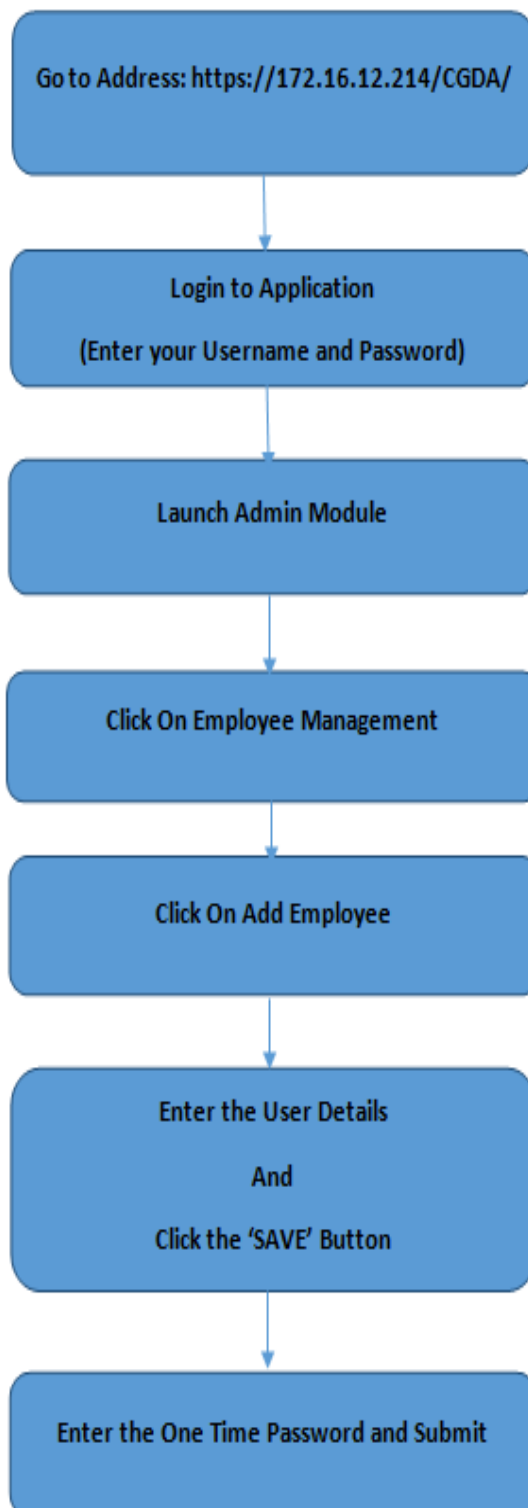 Go to Address: https://172.16.12.214/CGDA/
Login to Application
(Enter your Username and Password)
Launch Admin Module
Click On Employee Management
Click On Add Employee
Enter the User Details
And
Click the ‘SAVE’ Button
Enter the One Time Password and Submit